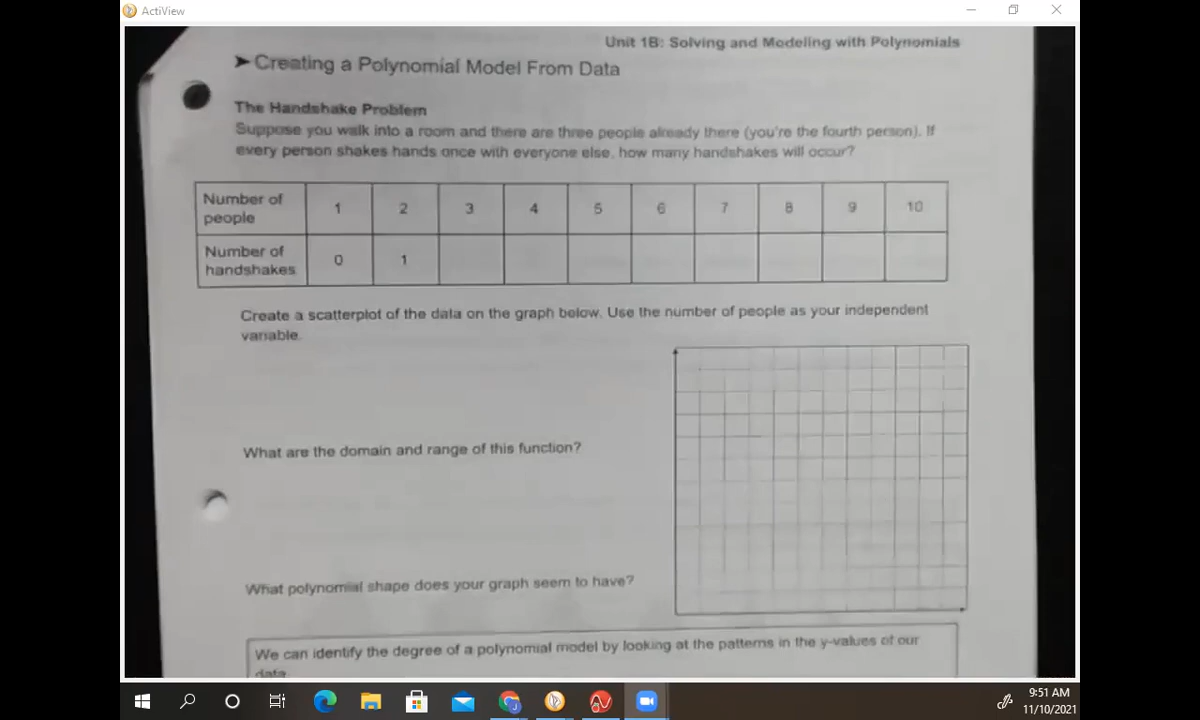 ActiView
Unit 1B: Solving and Modeling with Polynomials
➤Creating a Polynomial Model From Data
The Handshake Problem
Suppose you walk into a room and there are three people already there (you're the fourth person). If
every person shakes hands once with everyone else, how many handshakes will occur?
Number of people 1 2 3 4 5 6 7 8 9 10
Number of handshakes 0 1
Create a scatterplot of the data on the graph below. Use the number of people as your independent
variable.
What are the domain and range of this function?
What polynomial shape does your graph seem to have?
We can identify the degree of a polynomial model by looking at the patterns in the y-values of our
data
9:51 AM
11/10/2021